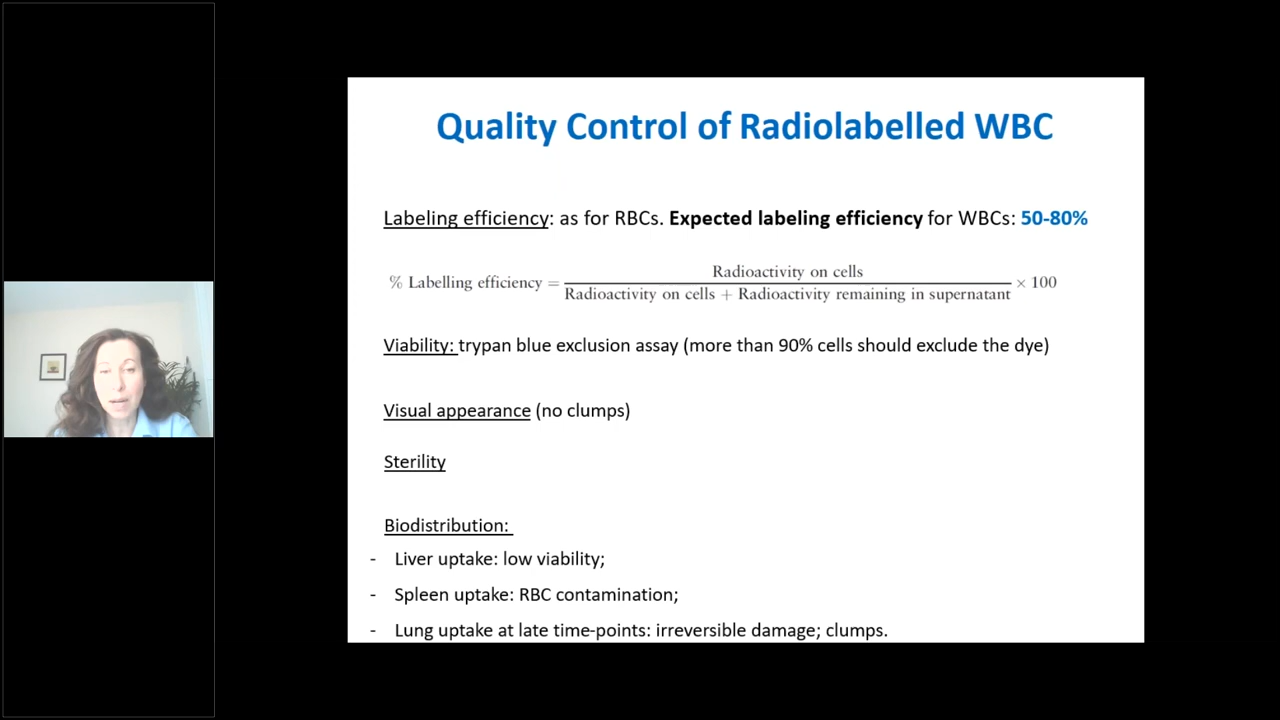 Quality Control of Radiolabelled WBC
Labeling efficiency: as for RBCs. Expected labeling efficiency for WBCs: 50-80%
% Labelling efficiency = Radioactivity on cells / Radioactivity on cells + Radioactivity remaining in supernatant × 100
Viability: trypan blue exclusion assay (more than 90% cells should exclude the dye)
Visual appearance (no clumps)
Sterility
Biodistribution:
- Liver uptake: low viability;
- Spleen uptake: RBC contamination;
- Lung uptake at late time-points: irreversible damage; clumps.